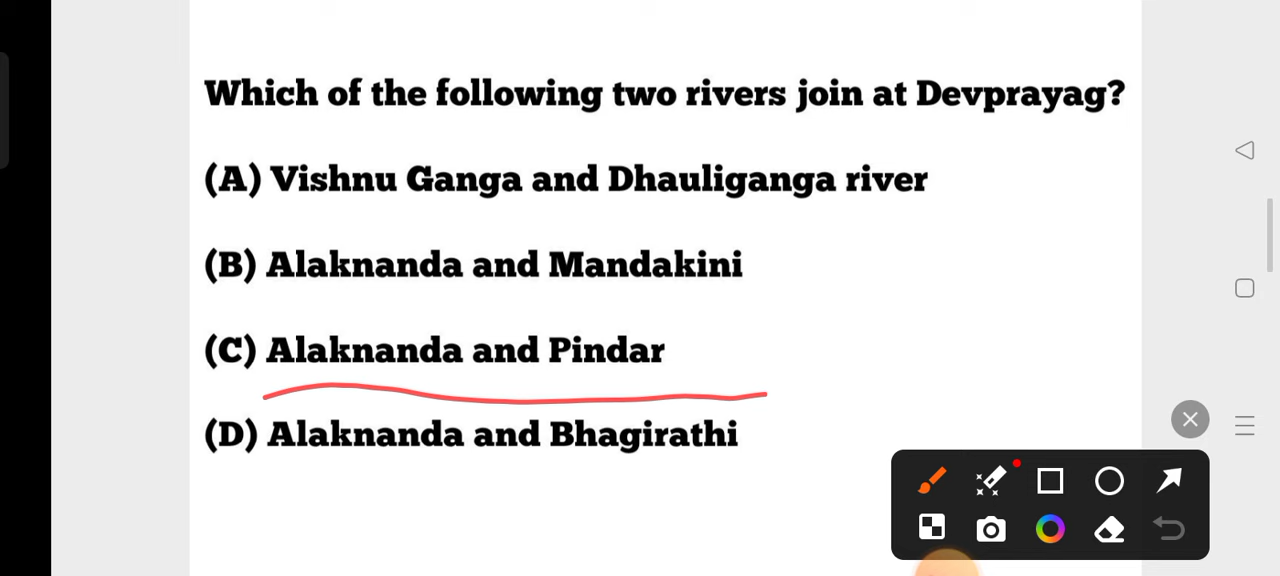 Which of the following two rivers join at Devprayag?
(A) Vishnu Ganga and Dhauliganga river
(B) Alaknanda and Mandakini
(C) Alaknanda and Pindar
(D) Alaknanda and Bhagirathi